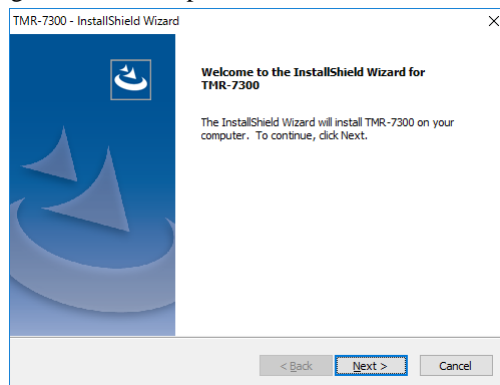 TMR-7300 - InstallShield Wizard
Welcome to the InstallShield Wizard for
TMR-7300
The InstallShield Wizard will install TMR-7300 on your
computer. To continue, click Next.
< Back Next > Cancel